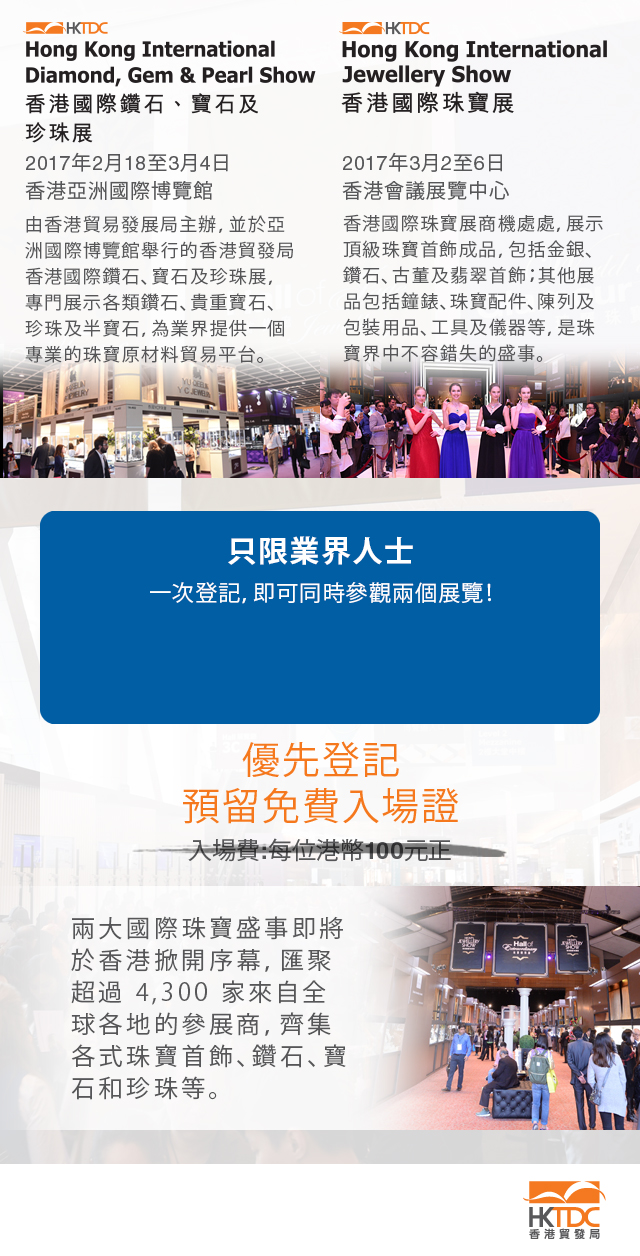 HKTDC
Hong Kong International
Diamond, Gem & Pearl Show
香港國際鑽石、寶石及
珍珠展
2017年2月18至3月4日
香港亞洲國際博覽館
由香港貿易發展局主辦, 並於亞
洲國際博覽館舉行的香港貿發局
香港國際鑽石、寶石及珍珠展,
專門展示各類鑽石、貴重寶石、
珍珠及半寶石, 為業界提供一個
專業的珠寶原材料貿易平台。
HKTDC
Hong Kong International
Jewellery Show
香港國際珠寶展
2017年3月2至6日
香港會議展覽中心
香港國際珠寶展商機處處, 展示
頂級珠寶首飾成品, 包括金銀、
鑽石、古董及翡翠首飾；其他展
品包括鐘錶、珠寶配件、陳列及
包裝用品、工具及儀器等, 是珠
寶界中不容錯失的盛事。
只限業界人士
一次登記, 即可同時參觀兩個展覽!
優先登記
預留免費入場證
入場費:每位港幣100元正
兩大國際珠寶盛事即將
於香港掀開序幕, 匯聚
超過 4,300 家來自全
球各地的參展商, 齊集
各式珠寶首飾、鑽石、寶
石和珍珠等。
JEWELLERY
SHOW
Hall of
Extraordinary
JEWELLERY
SHOW
HKTDC
香港貿發局